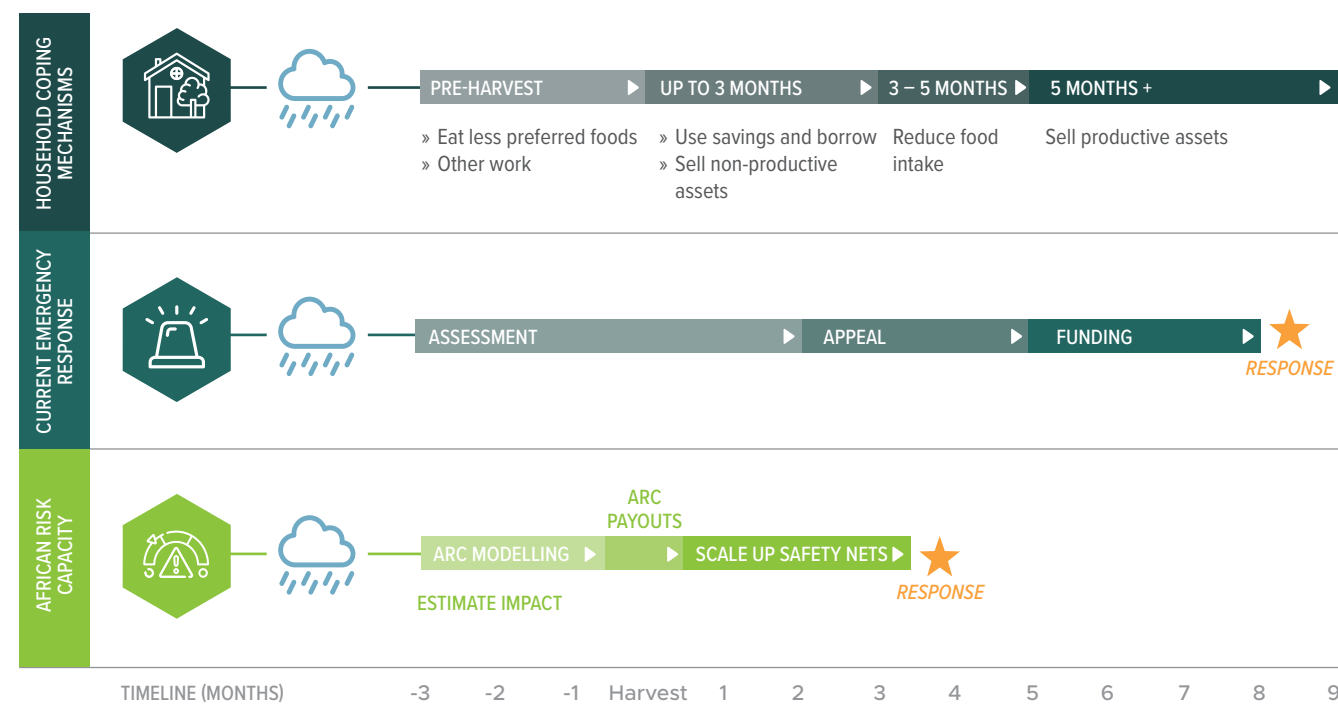 HOUSEHOLD COPING
MECHANISMS
PRE-HARVEST
UP TO 3 MONTHS
3 – 5 MONTHS
5 MONTHS +
» Eat less preferred foods
» Other work
» Use savings and borrow
» Sell non-productive
assets
Reduce food
intake
Sell productive assets
CURRENT EMERGENCY
RESPONSE
ASSESSMENT
APPEAL
FUNDING
RESPONSE
AFRICAN RISK
CAPACITY
ARC
PAYOUTS
ARC MODELLING
SCALE UP SAFETY NETS
RESPONSE
ESTIMATE IMPACT
TIMELINE (MONTHS) -3 -2 -1 Harvest 1 2 3 4 5 6 7 8 9